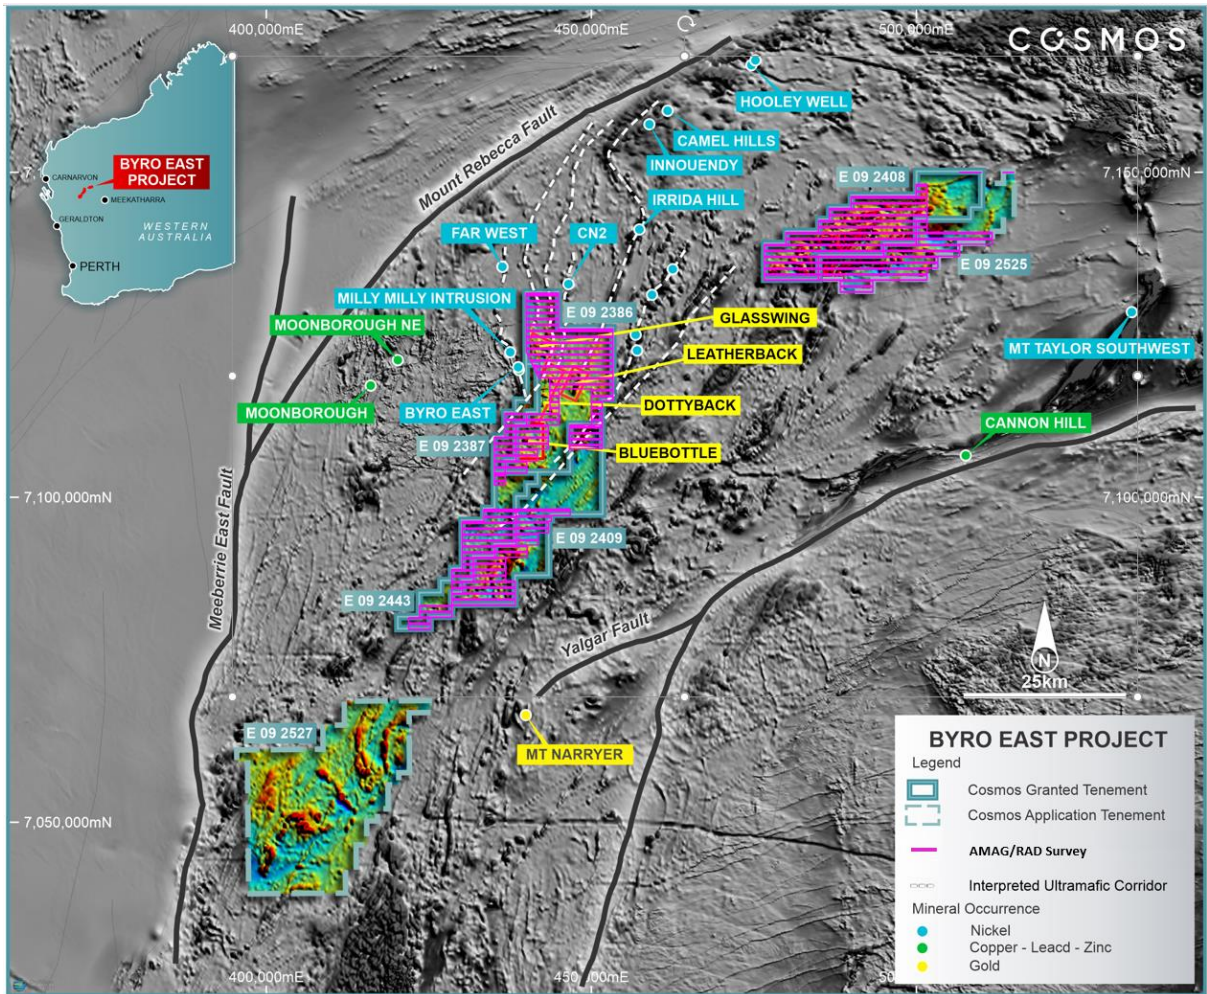 400,000mE
450,000mE
500,000mE
COSMOS
HOOLEY WELL
CAMEL HILLS
INNOUENDY
Mount Rebecca Fault
BYRO EAST
PROJECT
CARNARVON
MEEKATHARRA
GERALDTON
WESTERN
AUSTRALIA
PERTH
E 09 2408
7,150,000mN
IRRIDA HILL
FAR WEST
CN2
E 09 2525
MILLY MILLY INTRUSION
E 09 2386
GLASSWING
MOONBOROUGH NE
LEATHERBACK
MT TAYLOR SOUTHWEST
MOONBOROUGH
BYRO EAST
DOTTYBACK
CANNON HILL
E 09 2387
BLUEBOTTLE
7,100,000mN
7,100,000mN
Meeberrie East Fault
E 09 2409
E 09 2443
Yalgar Fault
N
25km
E 09 2527
MT NARRYER
7,050,000mN
BYRO EAST PROJECT
Legend
Cosmos Granted Tenement
Cosmos Application Tenement
AMAG/RAD Survey
Interpreted Ultramafic Corridor
Mineral Occurrence
Nickel
Copper - Leacd - Zinc
Gold
400,000mE
450,000mE